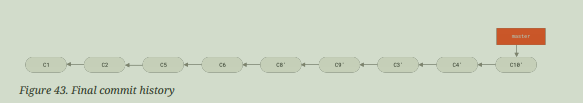 master
C1 C2 C5 C6 C8' C9' C3' C4' C10'
Figure 43. Final commit history